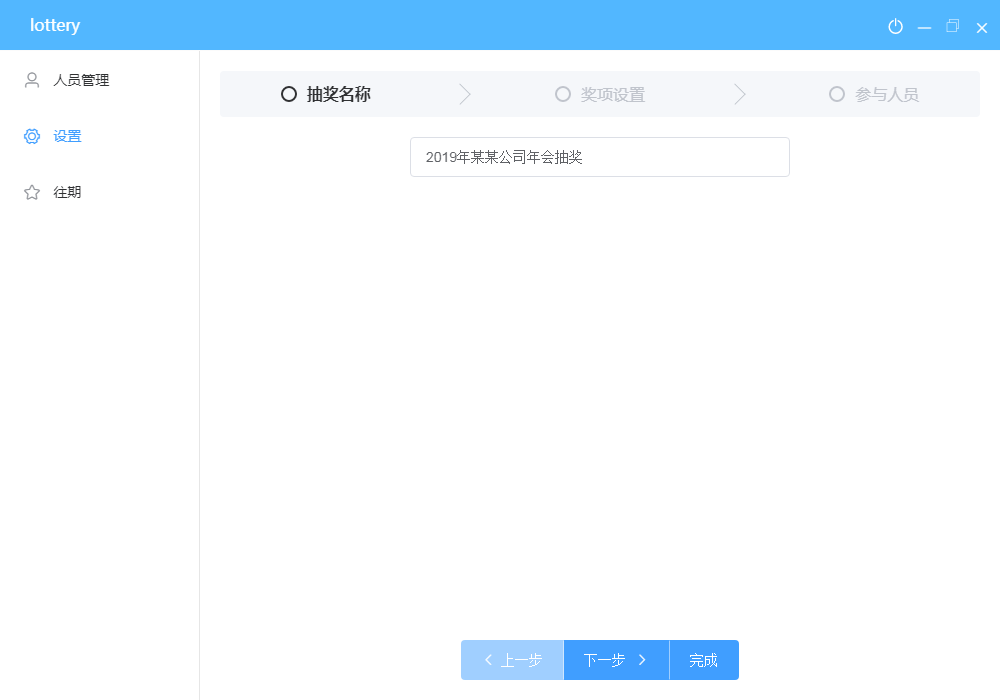 lottery
人员管理
设置
往期
抽奖名称
奖项设置
参与人员
2019年某某公司年会抽奖
上一步
下一步
完成